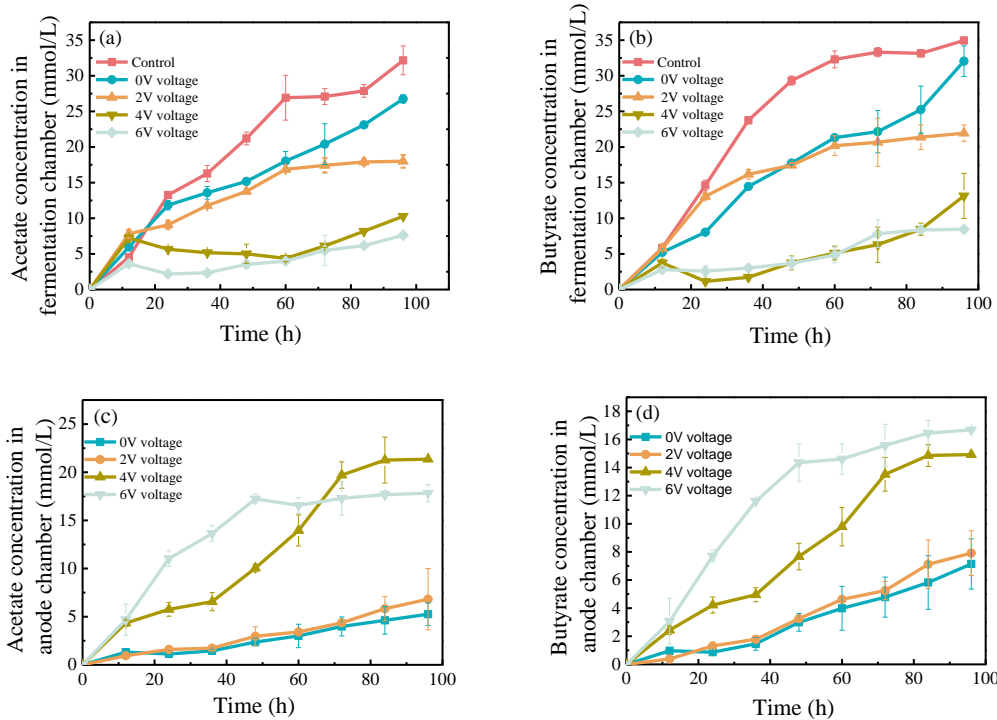 (a)
Control
0V voltage
2V voltage
4V voltage
6V voltage
Acetate concentration in
fermentation chamber (mmol/L)
35
30
25
20
15
10
5
0
0 20 40 60 80 100
Time (h)
(b)
Control
0V voltage
2V voltage
4V voltage
6V voltage
Butyrate concentration in
fermentation chamber (mmol/L)
35
30
25
20
15
10
5
0
0 20 40 60 80 100
Time (h)
(c)
0V voltage
2V voltage
4V voltage
6V voltage
Acetate concentration in
anode chamber (mmol/L)
25
20
15
10
5
0
0 20 40 60 80 100
Time (h)
(d)
0V voltage
2V voltage
4V voltage
6V voltage
Butyrate concentration in
anode chamber (mmol/L)
18
16
14
12
10
8
6
4
2
0
0 20 40 60 80 100
Time (h)